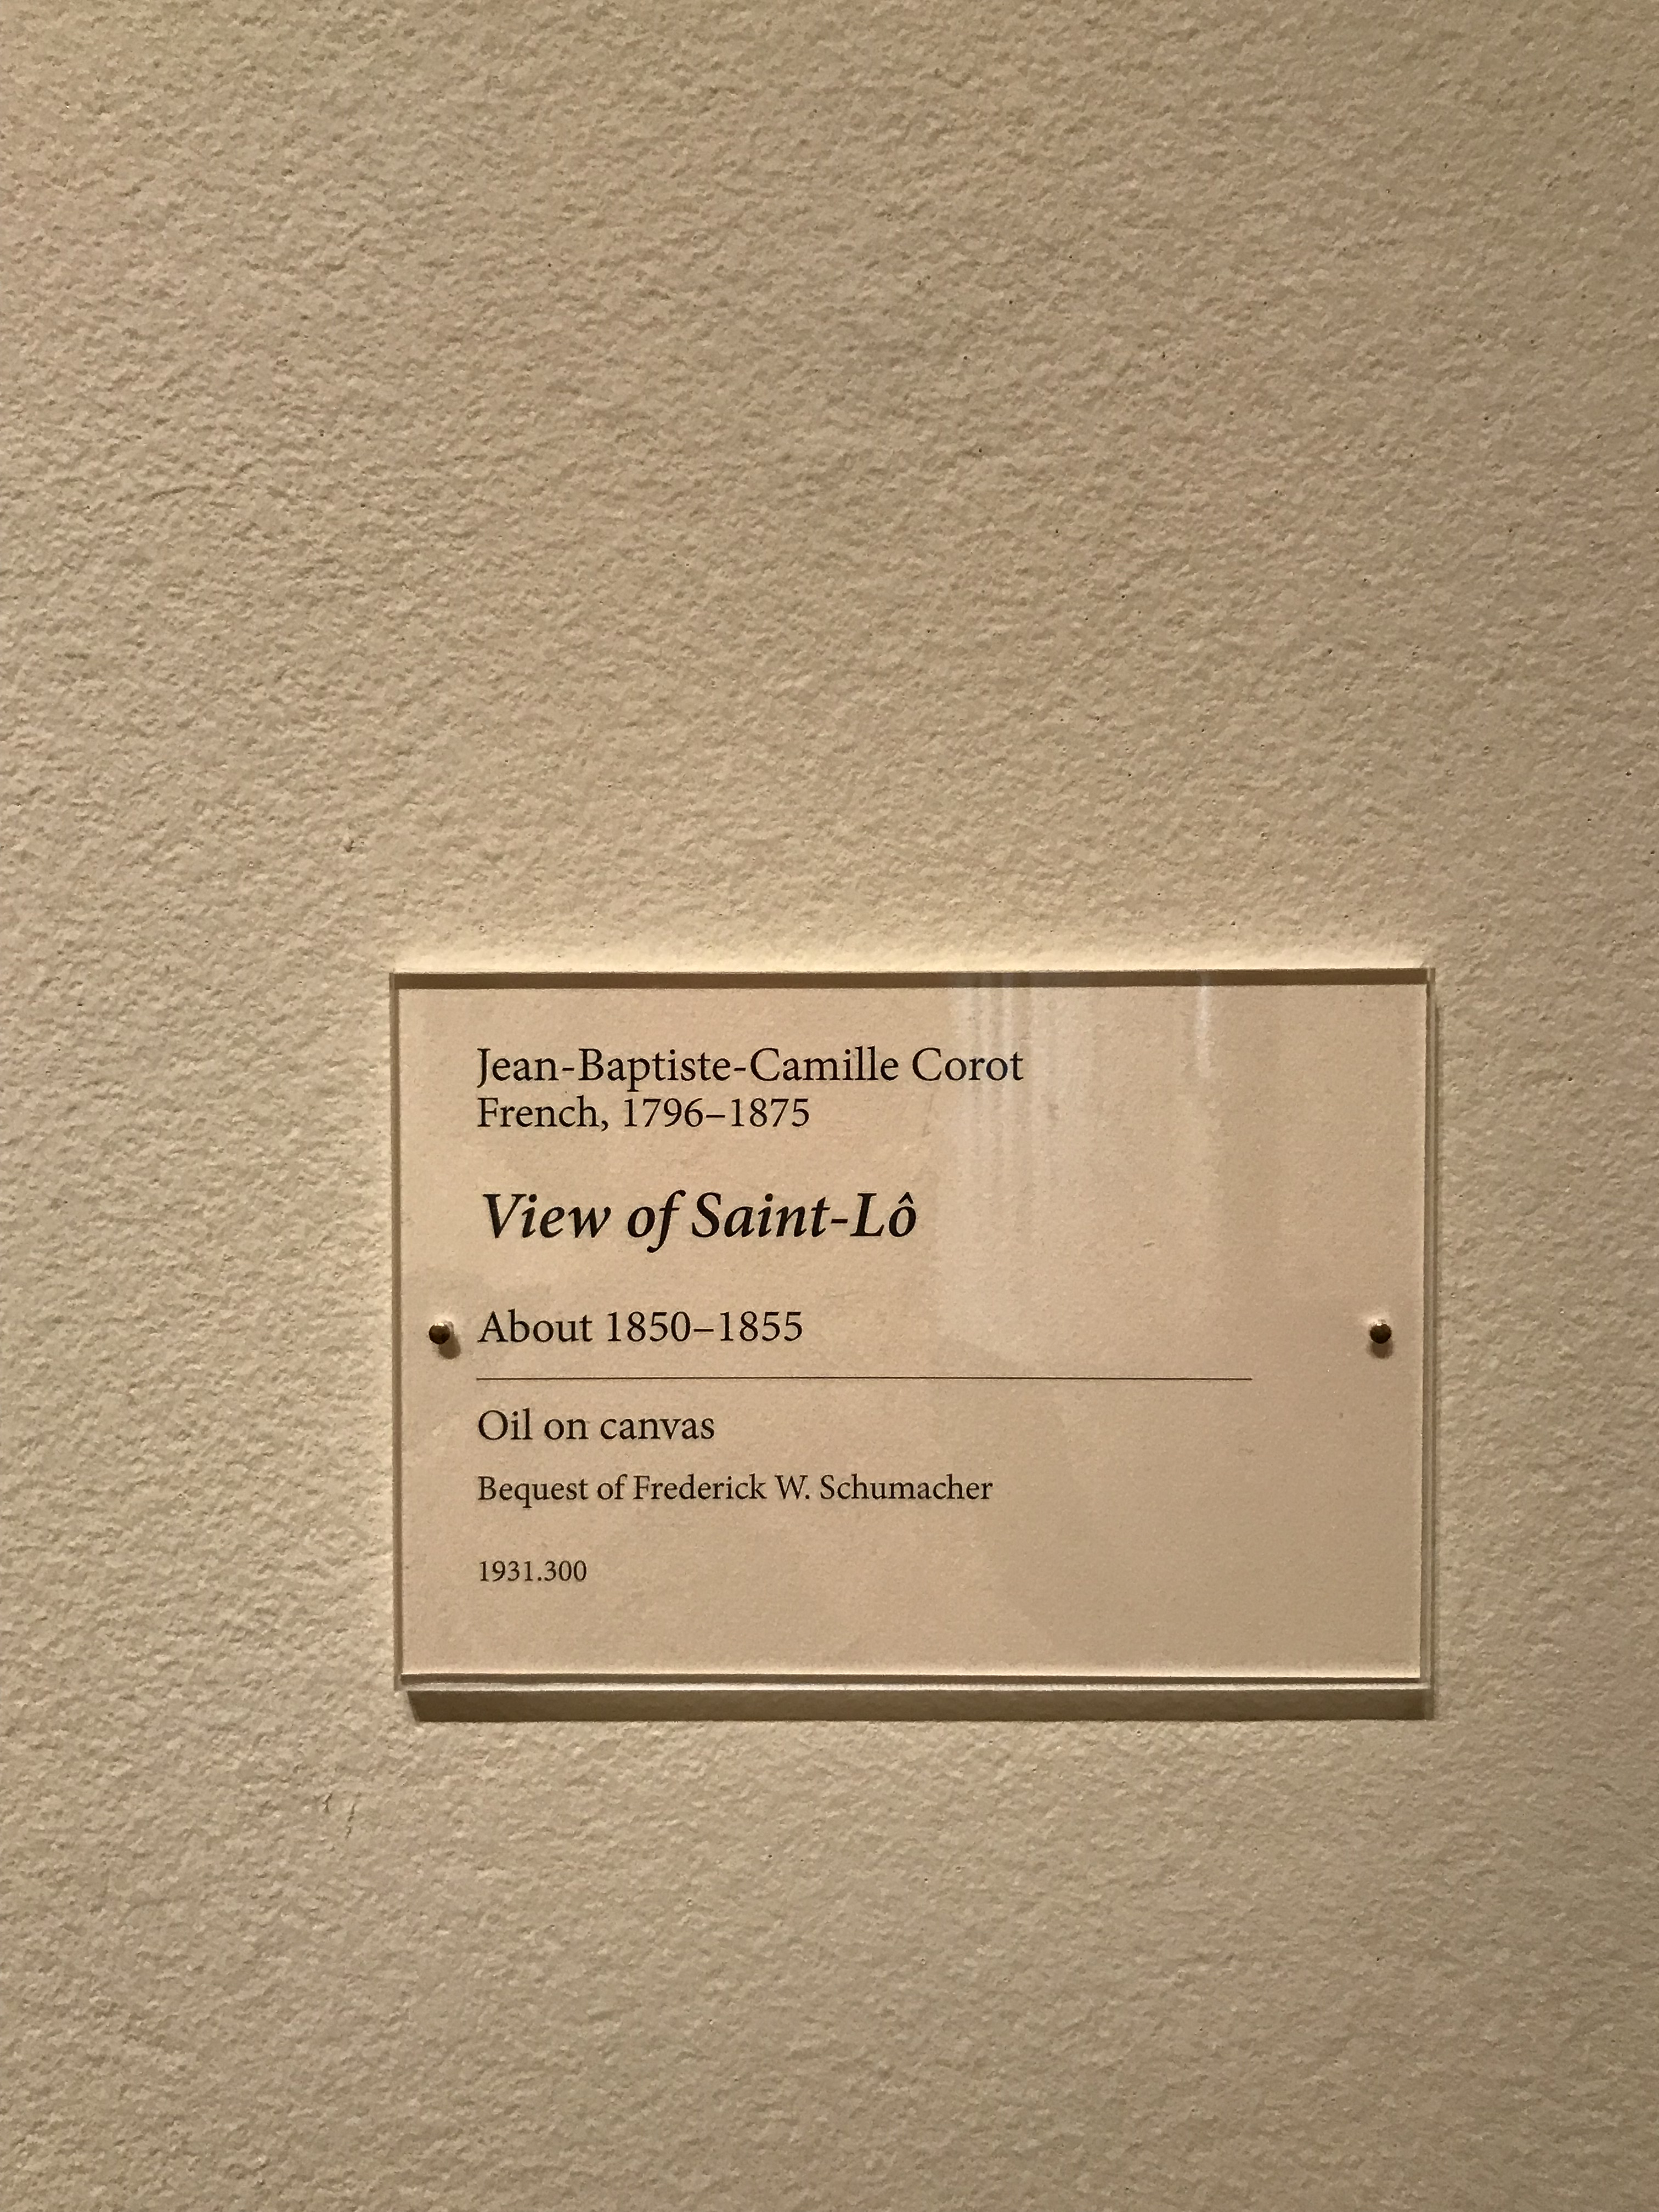 Jean-Baptiste-Camille Corot
French, 1796–1875
View of Saint-Lô
About 1850–1855
Oil on canvas
Bequest of Frederick W. Schumacher
1931.300